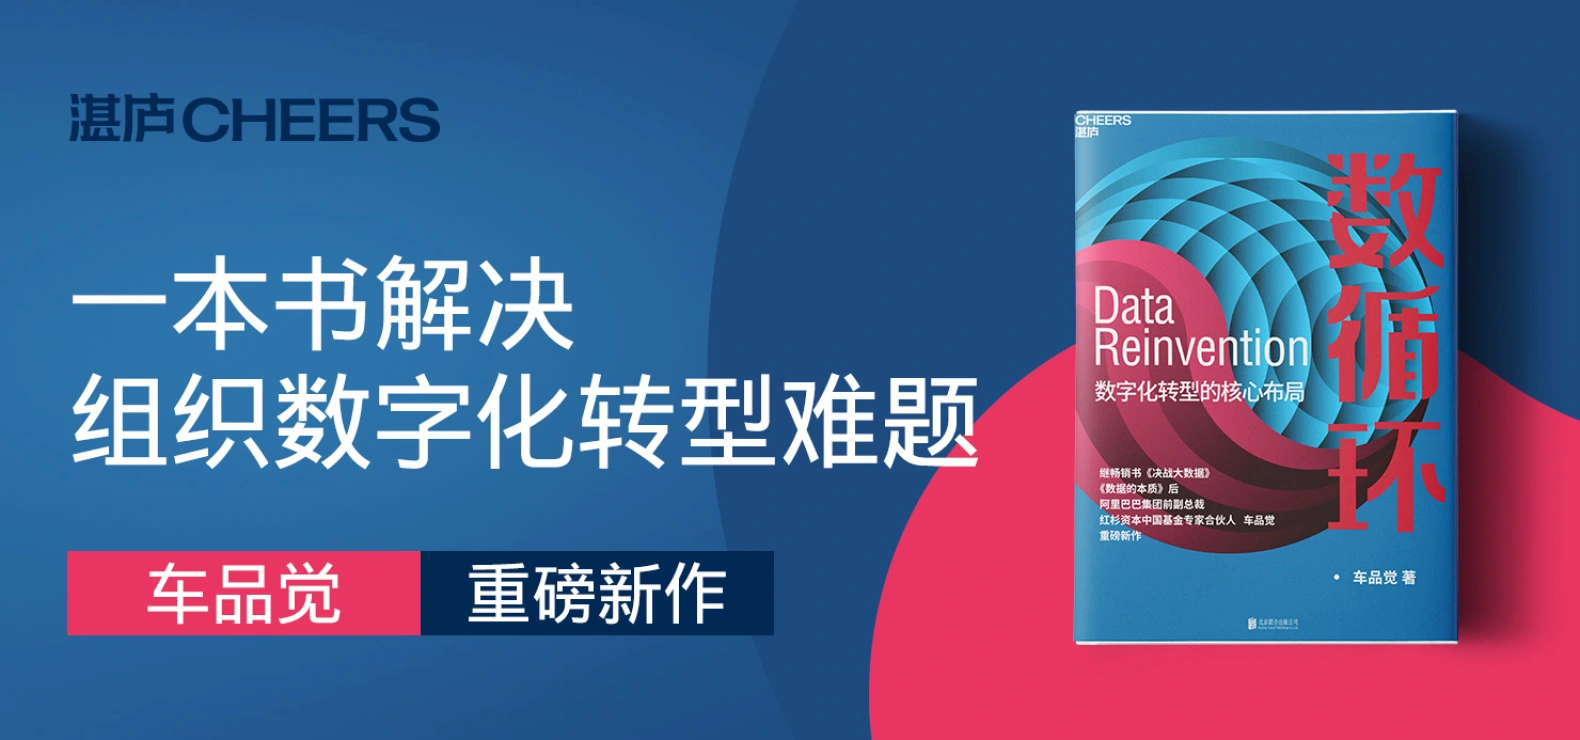 湛庐CHEERS
一本书解决
组织数字化转型难题
车品觉
重磅新作
CHEERS
湛庐
数循环
Data
Reinvention
数字化转型的核心布局
继畅销书《决战大数据》
《数据的本质》后
阿里巴巴集团前副总裁
红杉资本中国基金专家合伙人 车品觉
重磅新作
• 车品觉 著